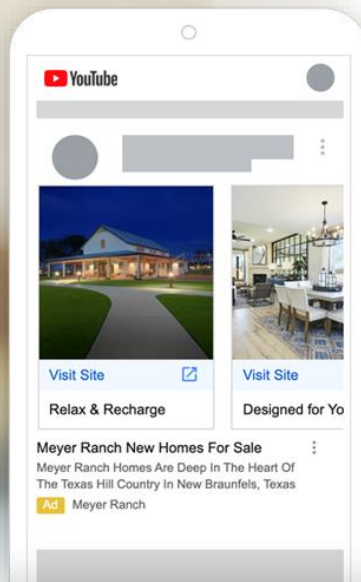 YouTube
Visit Site
Visit Site
Relax & Recharge
Designed for Yo
Meyer Ranch New Homes For Sale
Meyer Ranch Homes Are Deep In The Heart Of
The Texas Hill Country In New Braunfels, Texas
Ad Meyer Ranch